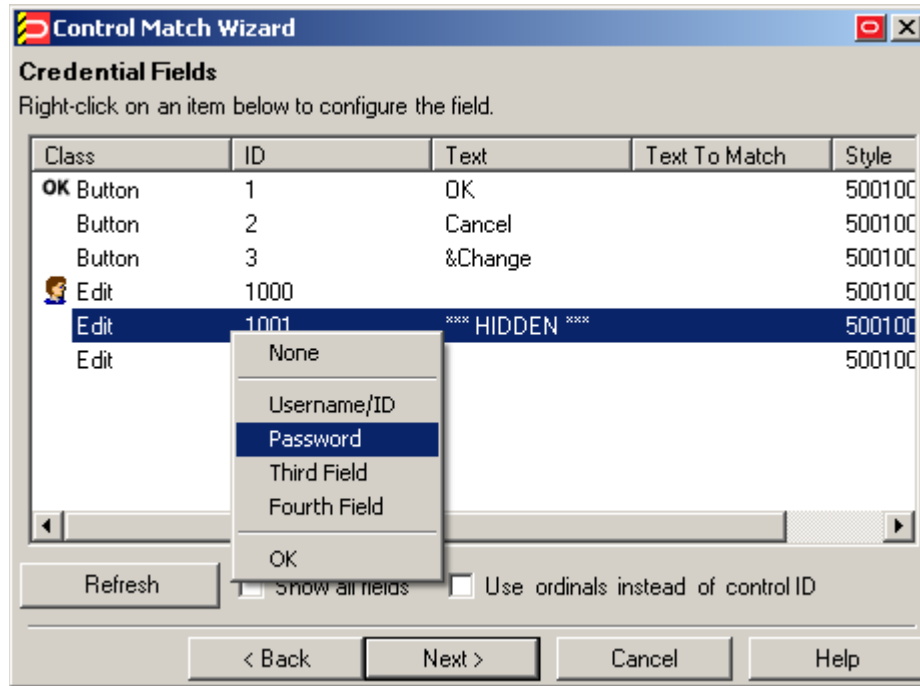 Control Match Wizard
Credential Fields
Right-click on an item below to configure the field.
Class ID Text Text To Match Style
OK Button 1 OK 500100
Button 2 Cancel 500100
Button 3 &Change 500100
Edit 1000 500100
Edit 1001 *** HIDDEN *** 500100
Edit 500100
None
Username/ID
Password
Third Field
Fourth Field
OK
Refresh Show all fields Use ordinals instead of control ID
< Back Next > Cancel Help